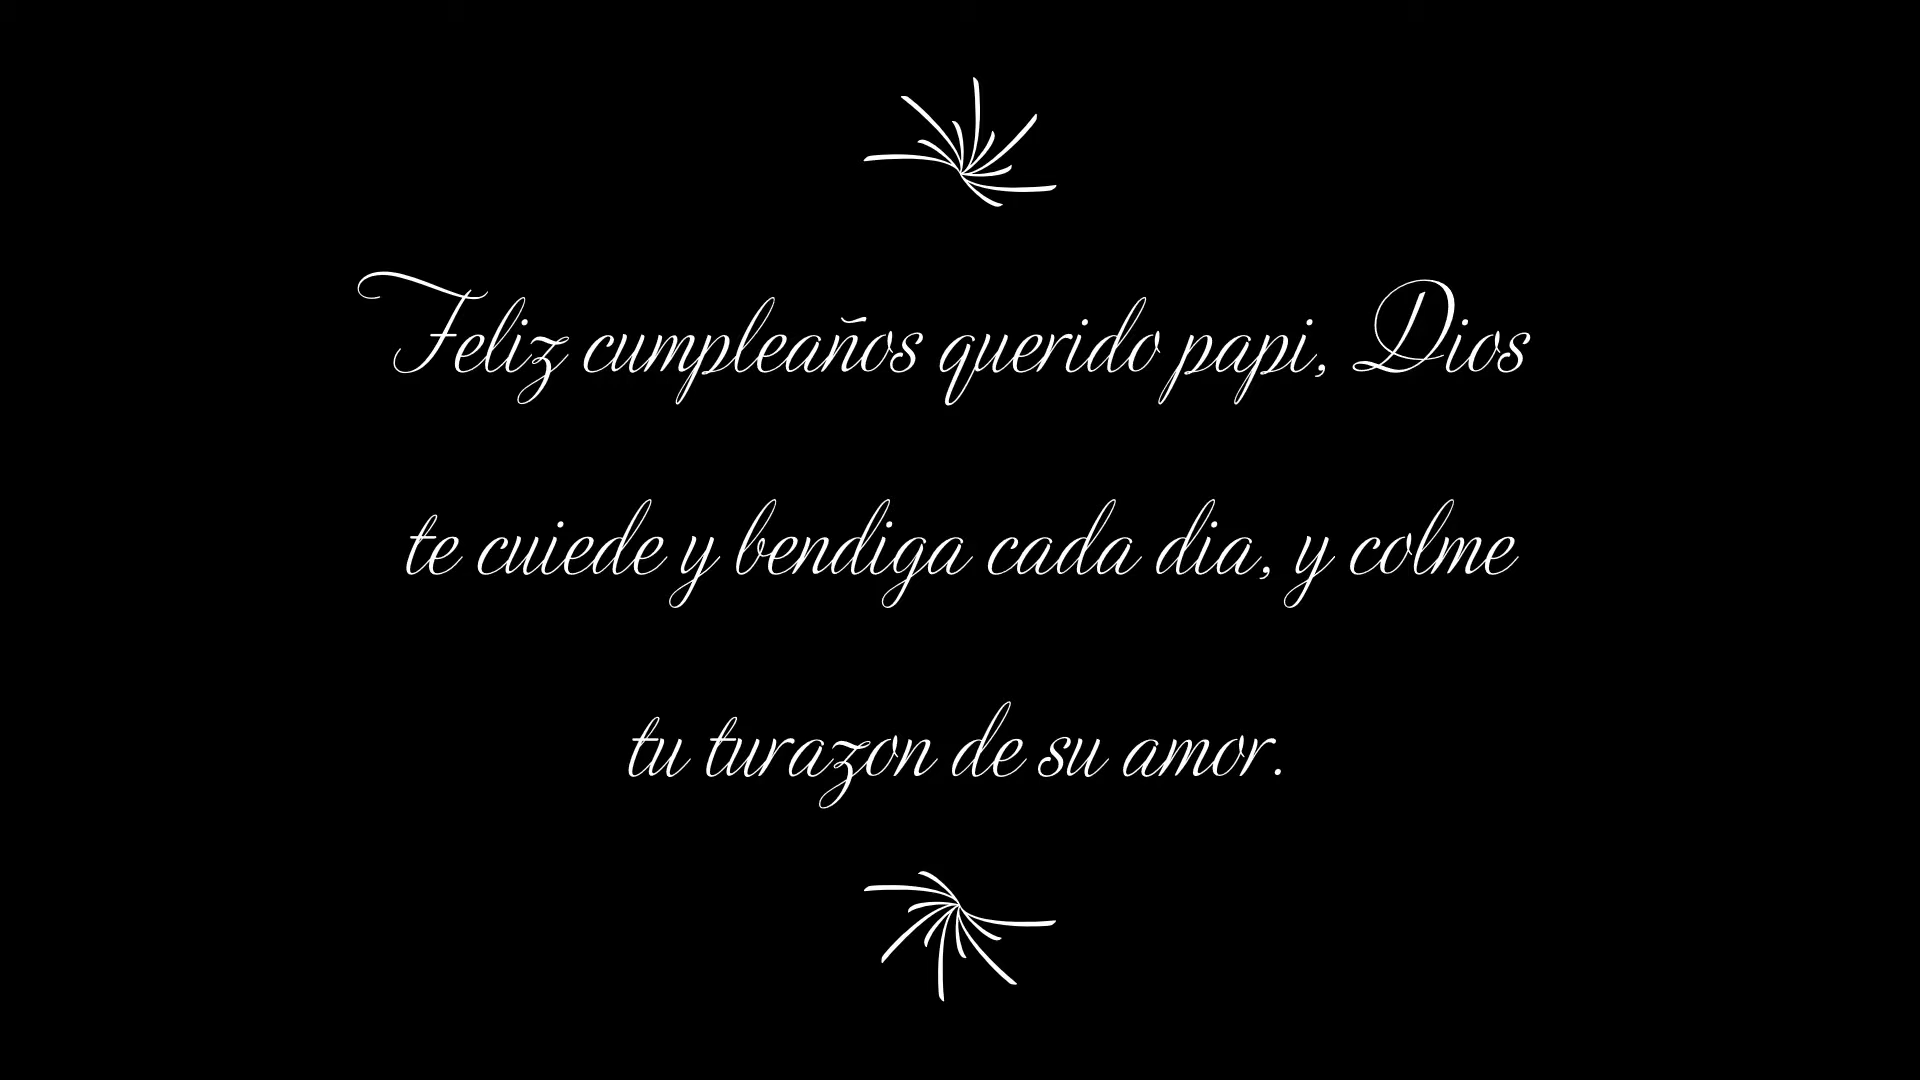 Feliz cumpleaños querido papi, Dios
te cuiede y bendiga cada dia, y colme
tu turazon de su amor.